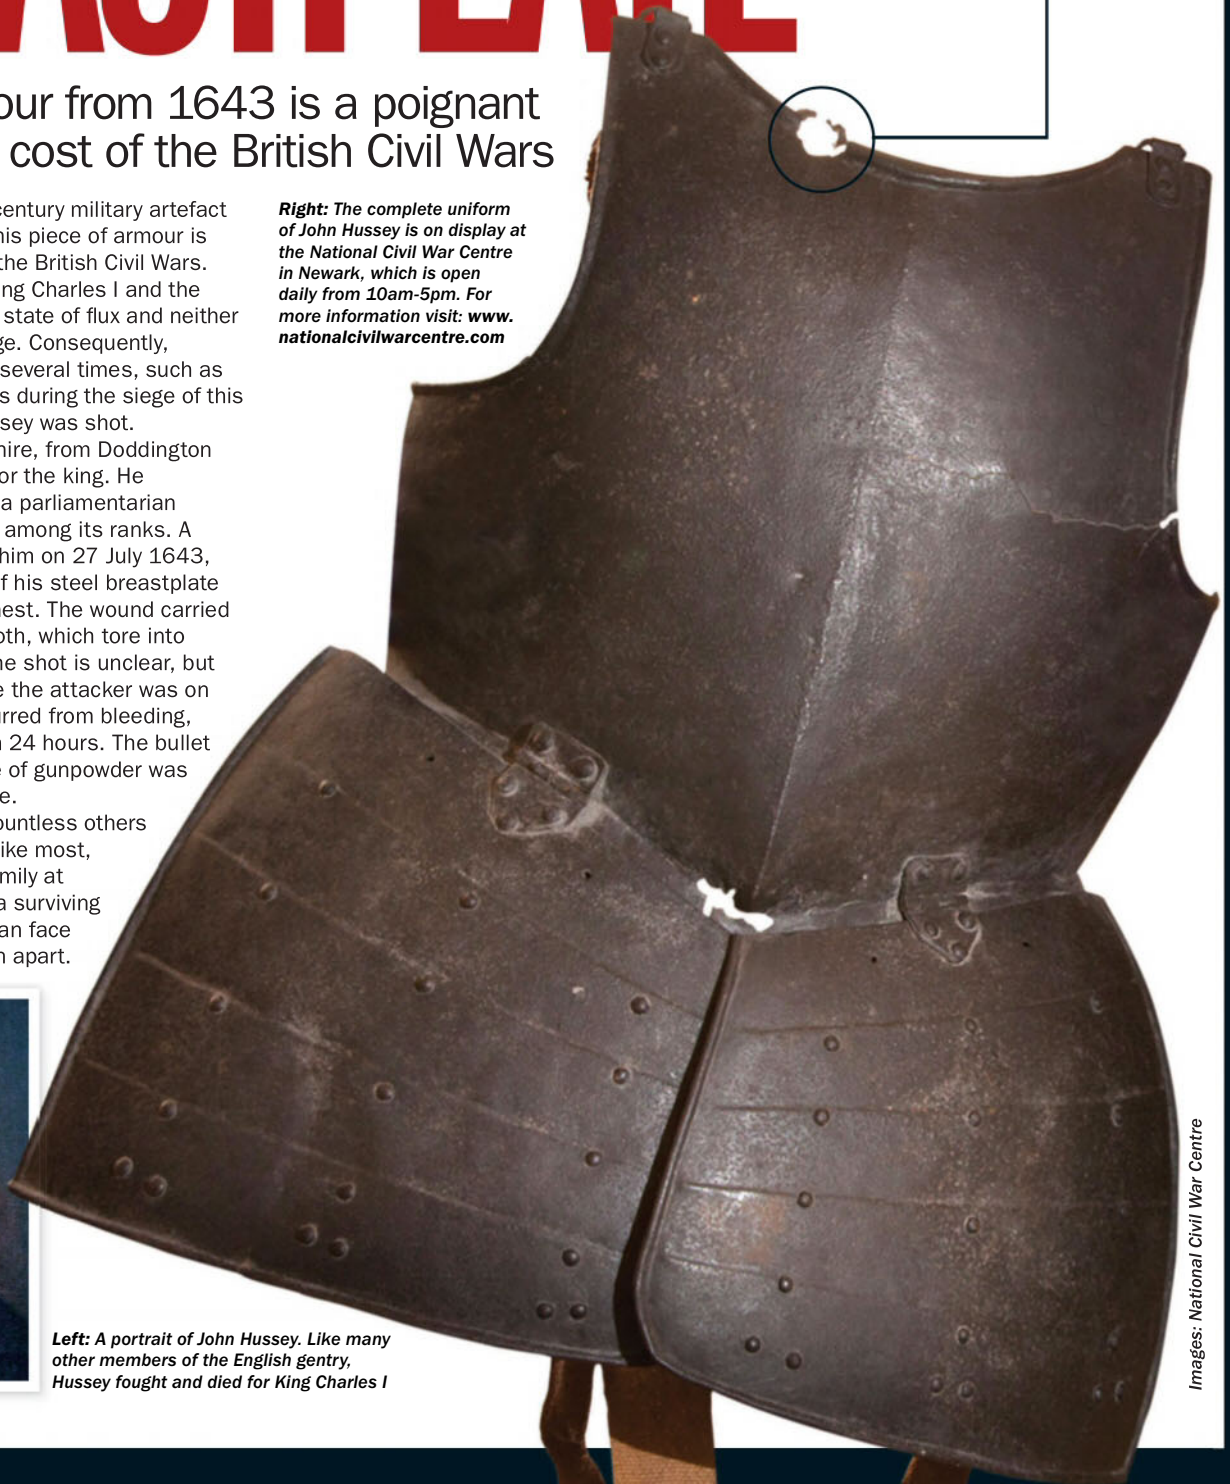 our from 1643 is a poignant
cost of the British Civil Wars
century military artefact
his piece of armour is
the British Civil Wars.
ng Charles I and the
state of flux and neither
ge. Consequently,
several times, such as
s during the siege of this
sey was shot.
hire, from Doddington
or the king. He
a parliamentarian
among its ranks. A
him on 27 July 1643,
f his steel breastplate
hest. The wound carried
oth, which tore into
he shot is unclear, but
e the attacker was on
urred from bleeding,
n 24 hours. The bullet
e of gunpowder was
e.
ountless others
ike most,
mily at
a surviving
an face
n apart.
Right: The complete uniform
of John Hussey is on display at
the National Civil War Centre
in Newark, which is open
daily from 10am-5pm. For
more information visit: www.
nationalcivilwarcentre.com
Left: A portrait of John Hussey. Like many
other members of the English gentry,
Hussey fought and died for King Charles I
Images: National Civil War Centre